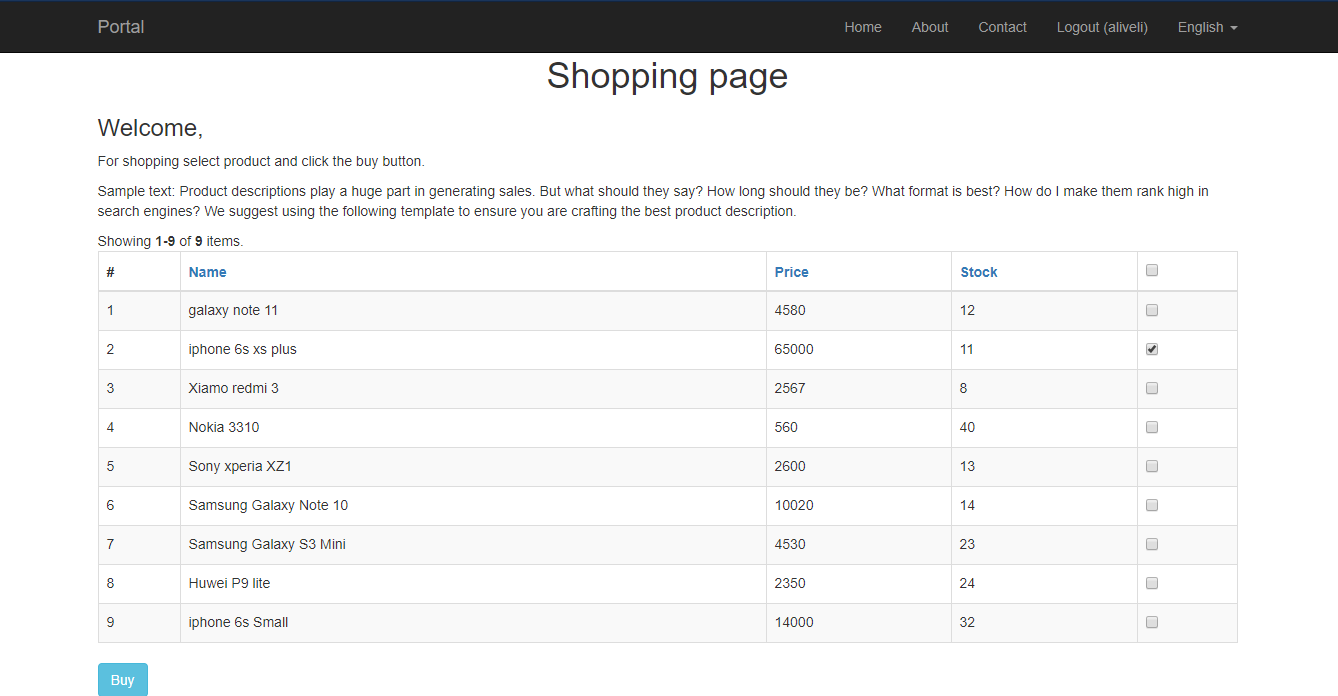 Portal Home About Contact Logout (aliveli) English
Shopping page
Welcome,
For shopping select product and click the buy button.
Sample text: Product descriptions play a huge part in generating sales. But what should they say? How long should they be? What format is best? How do I make them rank high in
search engines? We suggest using the following template to ensure you are crafting the best product description.
Showing 1-9 of 9 items.
# Name Price Stock
1 galaxy note 11 4580 12
2 iphone 6s xs plus 65000 11
3 Xiamo redmi 3 2567 8
4 Nokia 3310 560 40
5 Sony xperia XZ1 2600 13
6 Samsung Galaxy Note 10 10020 14
7 Samsung Galaxy S3 Mini 4530 23
8 Huwei P9 lite 2350 24
9 iphone 6s Small 14000 32
Buy